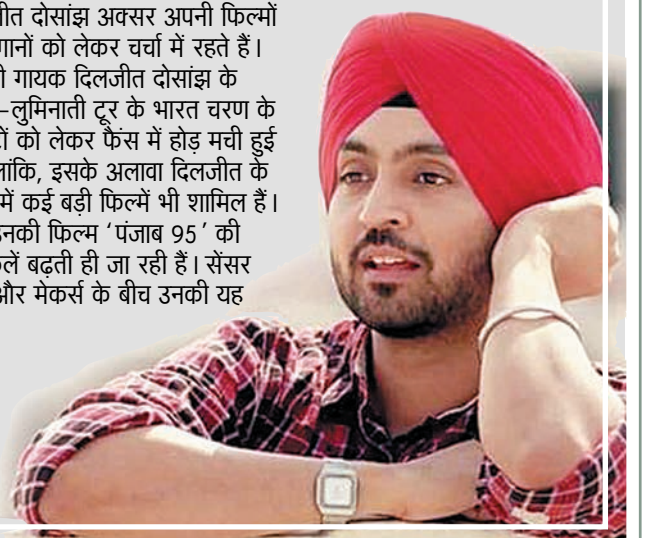 जीत दोसांझ अक्सर अपनी फिल्मों
गानों को लेकर चर्चा में रहते हैं।
गायक दिलजीत दोसांझ के
-लुमिनाती टूर के भारत चरण के
को लेकर फैंस में होड़ मची हुई
लांकि, इसके अलावा दिलजीत के
में कई बड़ी फिल्में भी शामिल हैं।
उनकी फिल्म ‘पंजाब 95’ की
बढ़ती ही जा रही हैं। सेंसर
और मेकर्स के बीच उनकी यह